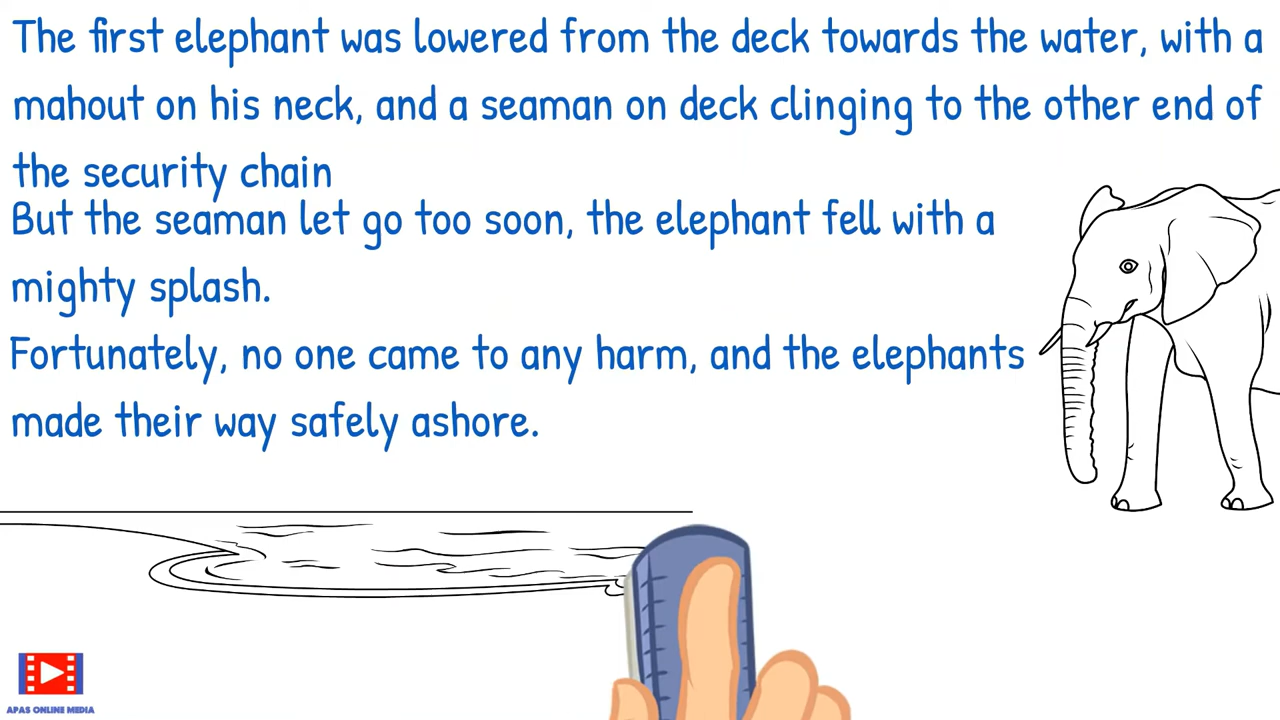 The first elephant was lowered from the deck towards the water, with a
mahout on his neck, and a seaman on deck clinging to the other end of
the security chain
But the seaman let go too soon, the elephant fell with a
mighty splash.
Fortunately, no one came to any harm, and the elephants
made their way safely ashore.
APAS ONLINE MEDIA